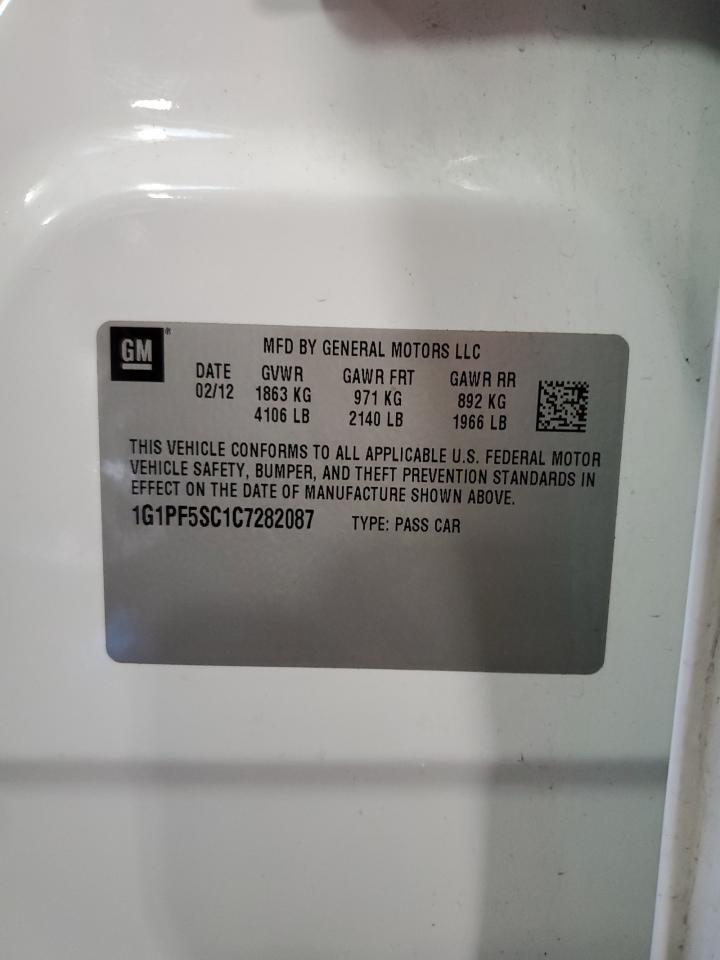 GM
MFD BY GENERAL MOTORS LLC
DATE GVWR GAWR FRT GAWR RR
02/12 1863 KG 971 KG 892 KG
4106 LB 2140 LB 1966 LB
THIS VEHICLE CONFORMS TO ALL APPLICABLE U.S. FEDERAL MOTOR
VEHICLE SAFETY, BUMPER, AND THEFT PREVENTION STANDARDS IN
EFFECT ON THE DATE OF MANUFACTURE SHOWN ABOVE.
1G1PF5SC1C7282087 TYPE: PASS CAR